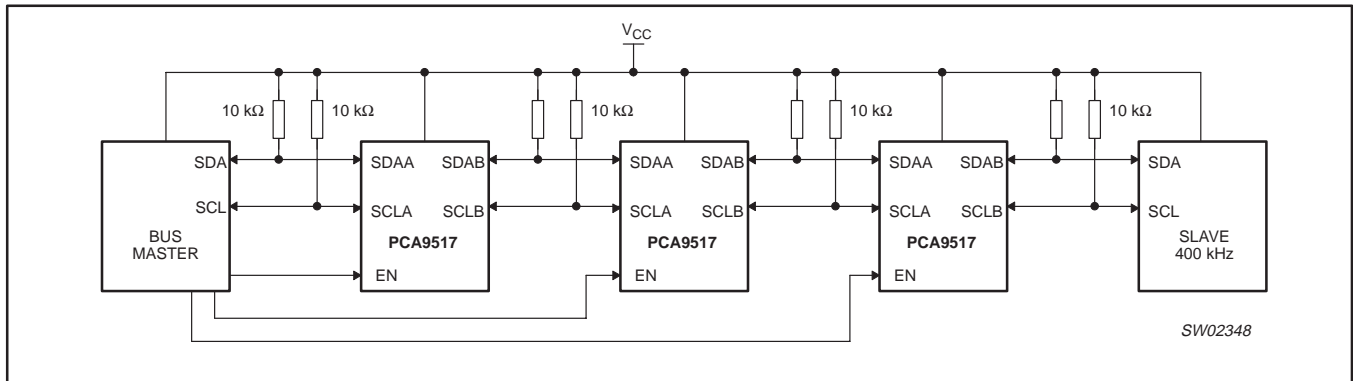 VCC
10 kΩ 10 kΩ 10 kΩ 10 kΩ 10 kΩ
SDA SDAA SDAB SDAA SDAB SDAA SDAB SDA
SCL SCLA SCLB SCLA SCLB SCLA SCLB SCL
BUS
MASTER
PCA9517 PCA9517 PCA9517
SLAVE
400 kHz
EN EN EN
SW02348